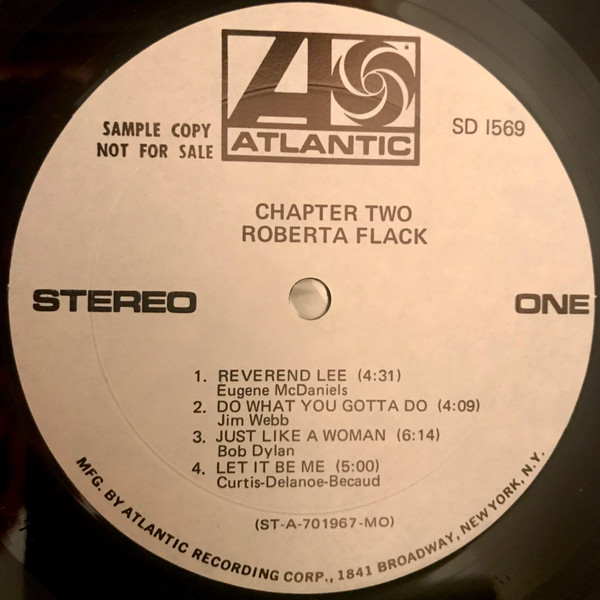 SAMPLE COPY
NOT FOR SALE
ATLANTIC
SD 1569
CHAPTER TWO
ROBERTA FLACK
STEREO
ONE
1. REVEREND LEE (4:31)
Eugene McDaniels
2. DO WHAT YOU GOTTA DO (4:09)
Jim Webb
3. JUST LIKE A WOMAN (6:14)
Bob Dylan
4. LET IT BE ME (5:00)
Curtis-Delanoe-Becaud
(ST-A-701967-MO)
MFG. BY ATLANTIC RECORDING CORP., 1841 BROADWAY, NEW YORK, N.Y.